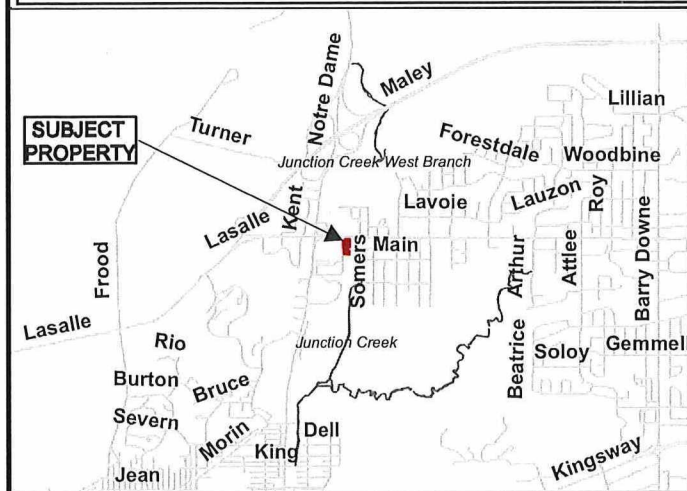 Notre Dame
Maley
Lillian
SUBJECT
PROPERTY
Turner
Forestdale
Woodbine
Junction Creek West Branch
Kent
Lavoie
Lauzon
Roy
Lasalle
Main
Somers
Frood
Arthur
Attlee
Barry Downe
Lasalle
Rio
Junction Creek
Beatrice
Soloy
Gemmell
Burton
Bruce
Severn
Morin
King
Dell
Jean
Kingsway